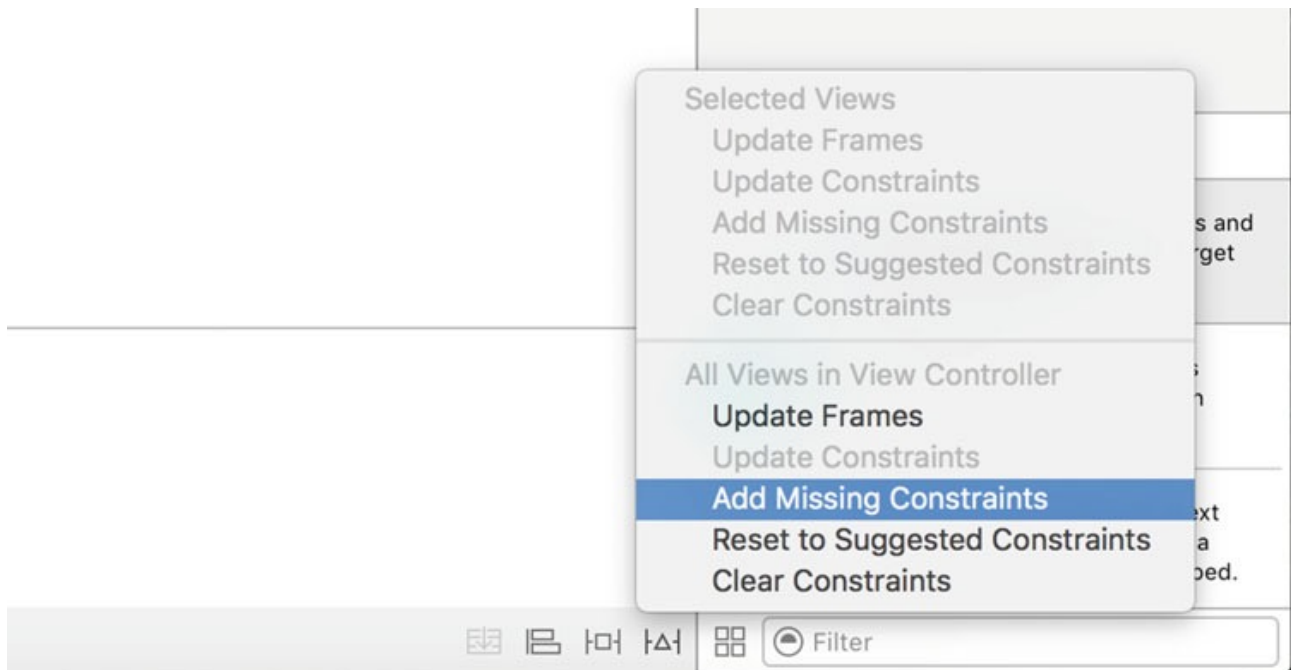 Selected Views
Update Frames
Update Constraints
Add Missing Constraints
Reset to Suggested Constraints
Clear Constraints
All Views in View Controller
Update Frames
Update Constraints
Add Missing Constraints
Reset to Suggested Constraints
Clear Constraints
s and
a
Filter